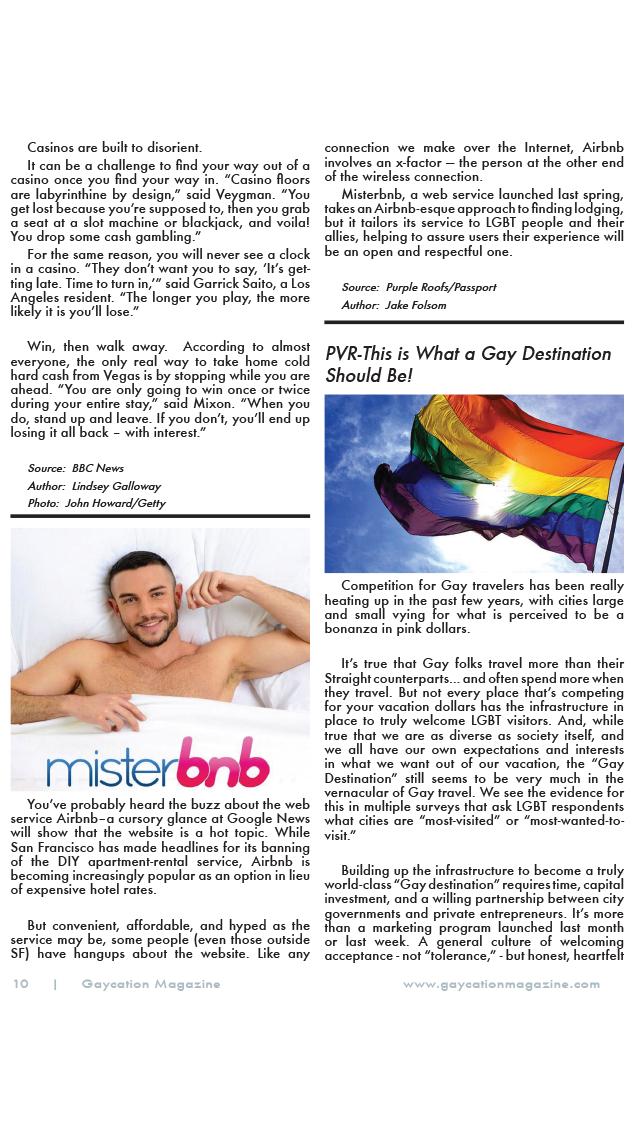 Casinos are built to disorient.
It can be a challenge to find your way out of a
casino once you find your way in. “Casino floors
are labyrinthine by design,” said Veygman. “You
get lost because you’re supposed to, then you grab
a seat at a slot machine or blackjack, and voila!
You drop some cash gambling.”
For the same reason, you will never see a clock
in a casino. “They don’t want you to say, ‘It’s get-
ting late. Time to turn in,’” said Garrick Saito, a Los
Angeles resident. “The longer you play, the more
likely it is you’ll lose.”
Win, then walk away. According to almost
everyone, the only real way to take home cold
hard cash from Vegas is by stopping while you are
ahead. “You are only going to win once or twice
during your entire stay,” said Mixon. “When you
do, stand up and leave. If you don’t, you’ll end up
losing it all back – with interest.”
Source: BBC News
Author: Lindsey Galloway
Photo: John Howard/Getty
misterbnb
You’ve probably heard the buzz about the web
service Airbnb–a cursory glance at Google News
will show that the website is a hot topic. While
San Francisco has made headlines for its banning
of the DIY apartment-rental service, Airbnb is
becoming increasingly popular as an option in lieu
of expensive hotel rates.
But convenient, affordable, and hyped as the
service may be, some people (even those outside
SF) have hangups about the website. Like any
connection we make over the Internet, Airbnb
involves an x-factor — the person at the other end
of the wireless connection.
Misterbnb, a web service launched last spring,
takes an Airbnb-esque approach to finding lodging,
but it tailors its service to LGBT people and their
allies, helping to assure users their experience will
be an open and respectful one.
Source: Purple Roofs/Passport
Author: Jake Folsom
PVR-This is What a Gay Destination
Should Be!
Competition for Gay travelers has been really
heating up in the past few years, with cities large
and small vying for what is perceived to be a
bonanza in pink dollars.
It’s true that Gay folks travel more than their
Straight counterparts... and often spend more when
they travel. But not every place that’s competing
for your vacation dollars has the infrastructure in
place to truly welcome LGBT visitors. And, while
true that we are as diverse as society itself, and
we all have our own expectations and interests
in what we want out of our vacation, the “Gay
Destination” still seems to be very much in the
vernacular of Gay travel. We see the evidence for
this in multiple surveys that ask LGBT respondents
what cities are “most-visited” or “most-wanted-to-
visit.”
Building up the infrastructure to become a truly
world-class “Gay destination” requires time, capital
investment, and a willing partnership between city
governments and private entrepreneurs. It’s more
than a marketing program launched last month
or last week. A general culture of welcoming
acceptance - not “tolerance,” - but honest, heartfelt
10 | Gaycation Magazine
www.gaycationmagazine.com